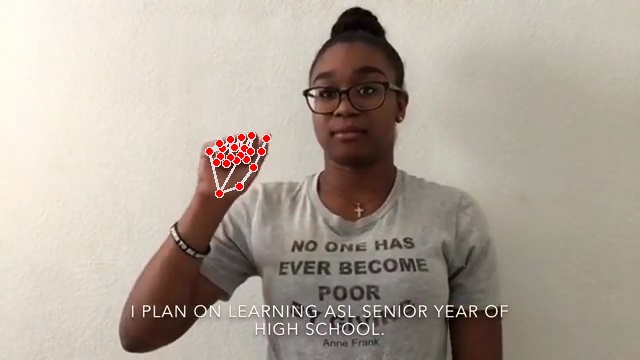 NO ONE HAS
EVER BECOME
POOR
I PLAN ON LEARNING ASL SENIOR YEAR OF
HIGH SCHOOL.
Anne Frank